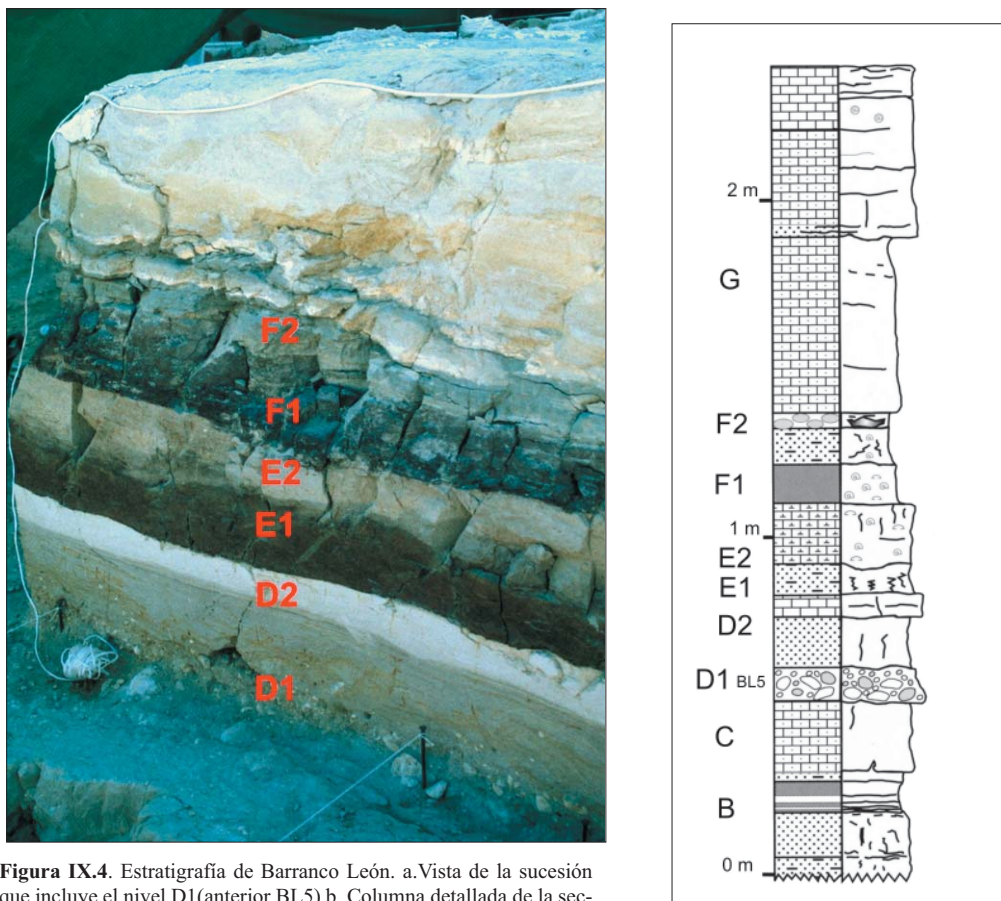 F2
F1
E2
E1
D2
D1
2 m
G
F2
F1
1 m
E2
E1
D2
D1 BL5
C
B
0 m
Figura IX.4. Estratigrafía de Barranco León. a.Vista de la sucesión
que incluye el nivel D1(anterior BL5) b. Columna detallada de la sec-